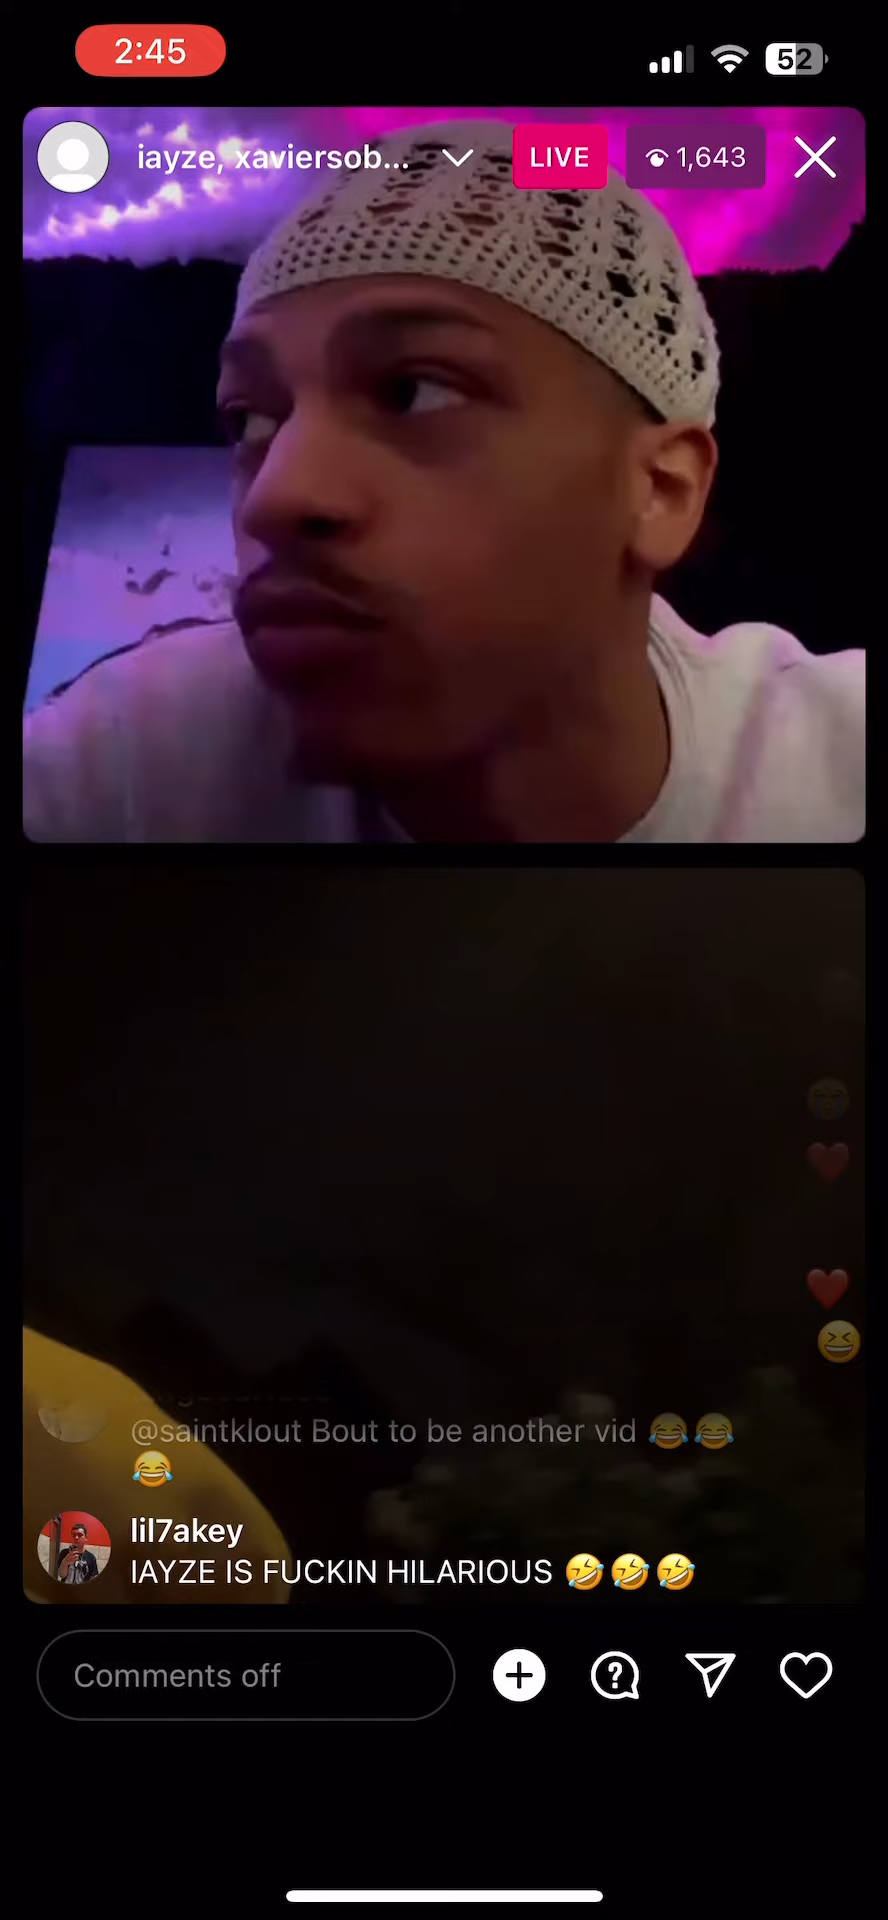 2:45
52
iayze, xaviersob...
LIVE
1,643
@saintklout Bout to be another vid 😂😂
😂
lil7akey
IAYZE IS FUCKIN HILARIOUS 🤣🤣🤣
Comments off